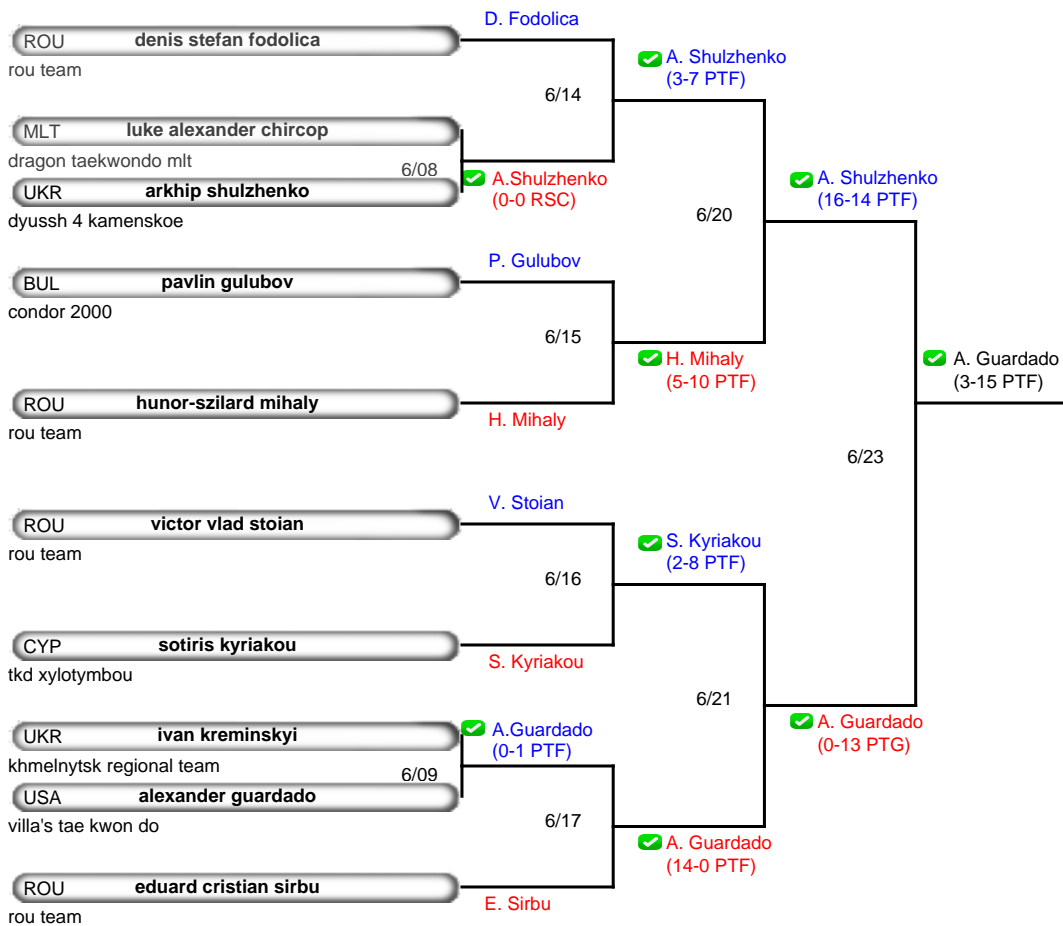 D. Fodolica
ROU denis stefan fodolica
rou team
A. Shulzhenko
(3-7 PTF)
6/14
MLT luke alexander chircop
dragon taekwondo mlt
6/08
UKR arkhip shulzhenko
dyussh 4 kamenskoe
A.Shulzhenko
(0-0 RSC)
A. Shulzhenko
(16-14 PTF)
6/20
P. Gulubov
BUL pavlin gulubov
condor 2000
6/15
H. Mihaly
(5-10 PTF)
ROU hunor-szilard mihaly
rou team
H. Mihaly
A. Guardado
(3-15 PTF)
6/23
V. Stoian
ROU victor vlad stoian
rou team
S. Kyriakou
(2-8 PTF)
6/16
CYP sotiris kyriakou
tkd xylotymbou
S. Kyriakou
6/21
A. Guardado
(0-13 PTG)
UKR ivan kreminskyi
khmelnytsk regional team
6/09
A.Guardado
(0-1 PTF)
USA alexander guardado
villa's tae kwon do
6/17
A. Guardado
(14-0 PTF)
ROU eduard cristian sirbu
rou team
E. Sirbu